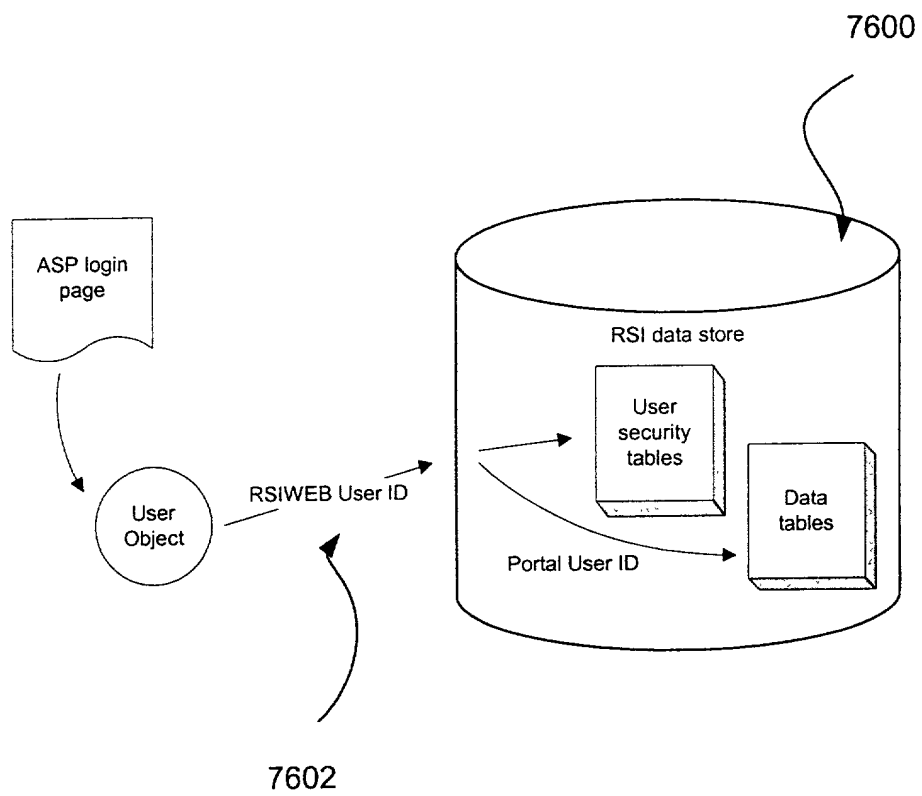 7600
ASP login
page
RSI data store
User
security
tables
RSIWEB User ID
User
Object
Data
tables
Portal User ID
7602